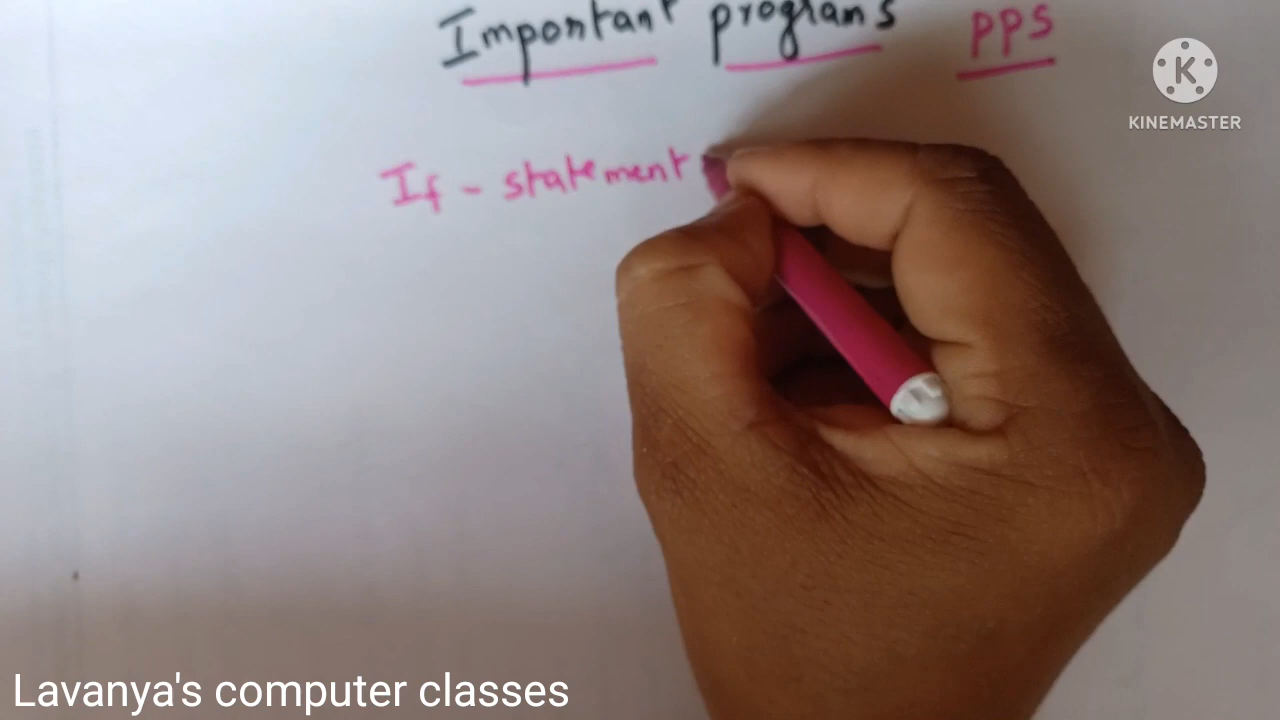 Important programs PPS
KINEMASTER
If - statement
Lavanya's computer classes